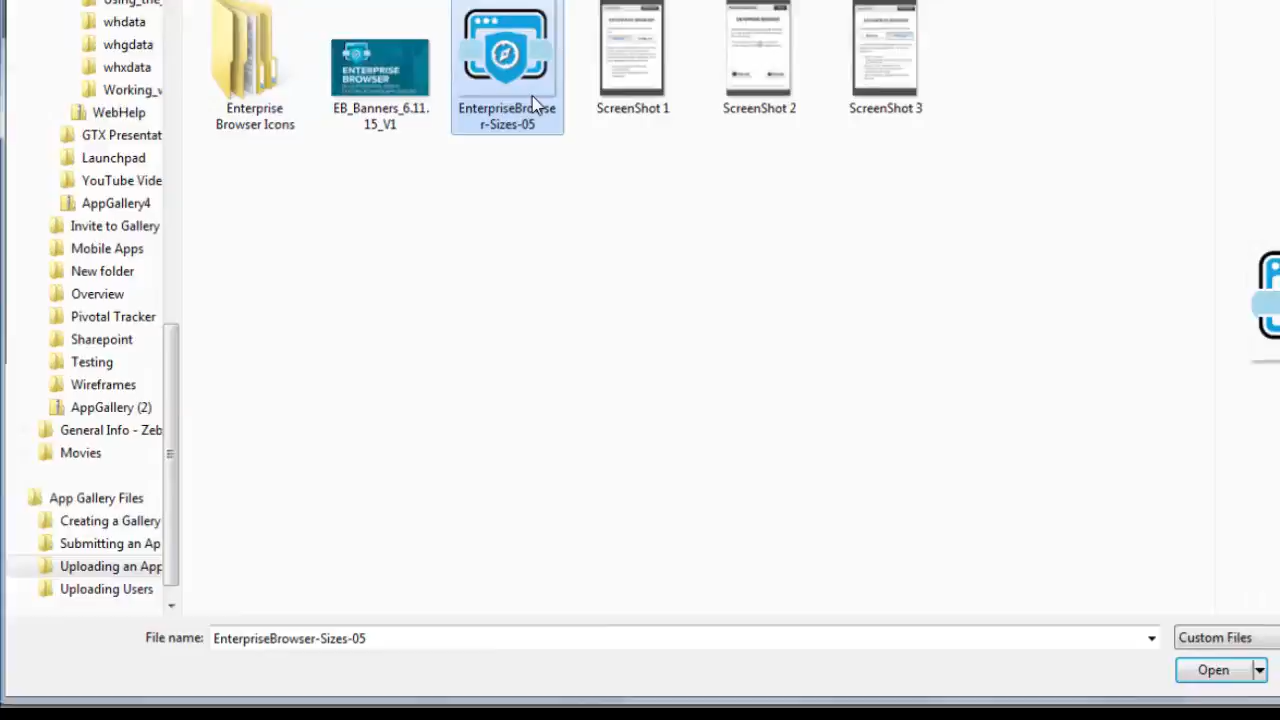 whdata
whdata
whxdata
Working_v
WebHelp
GTX Presentat
Launchpad
YouTube Vide
AppGallery4
Invite to Gallery
Mobile Apps
New folder
Overview
Pivotal Tracker
Sharepoint
Testing
Wireframes
AppGallery (2)
General Info - Zeb
Movies
App Gallery Files
Creating a Gallery
Submitting an Ap
Uploading an App
Uploading Users
Enterprise
Browser Icons
ENTERPRISE
BROWSER
EB_Banners_6.11.
15_V1
EnterpriseBrowse
r-Sizes-05
ScreenShot 1
ScreenShot 2
ScreenShot 3
File name:
EnterpriseBrowser-Sizes-05
Custom Files
Open